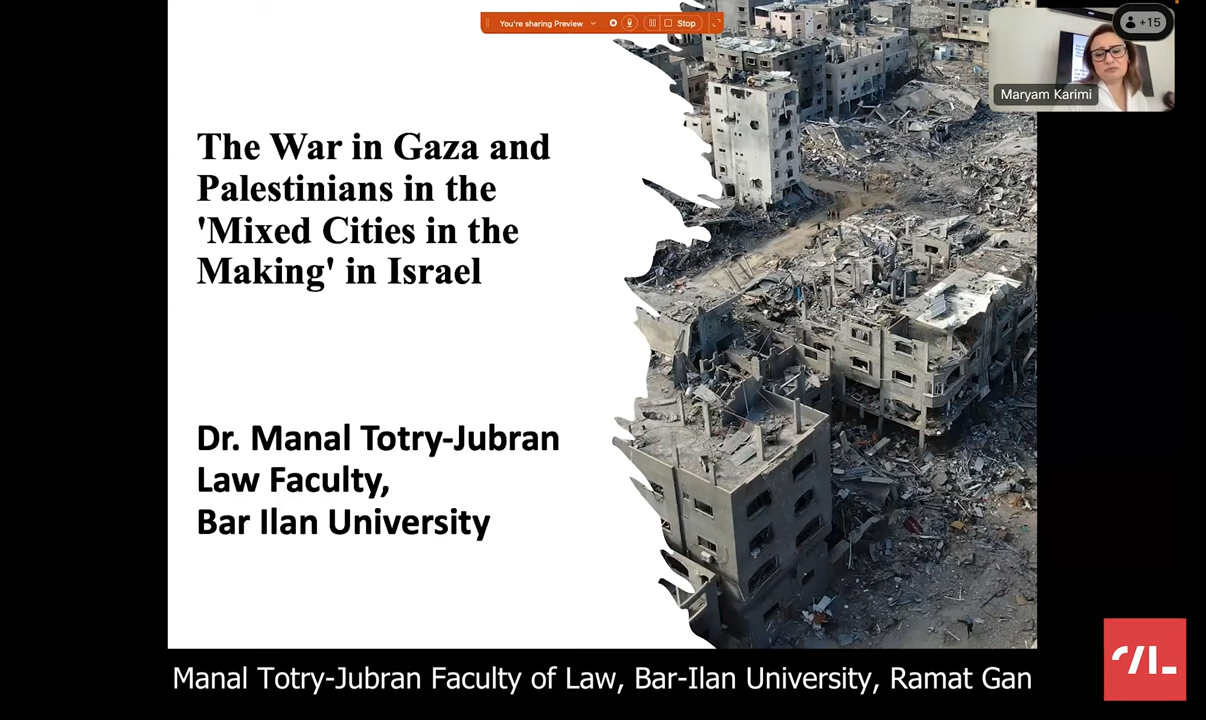 You're sharing Preview
Stop
+15
Maryam Karimi
The War in Gaza and
Palestinians in the
'Mixed Cities in the
Making' in Israel
Dr. Manal Totry-Jubran
Law Faculty,
Bar Ilan University
Manal Totry-Jubran Faculty of Law, Bar-Ilan University, Ramat Gan